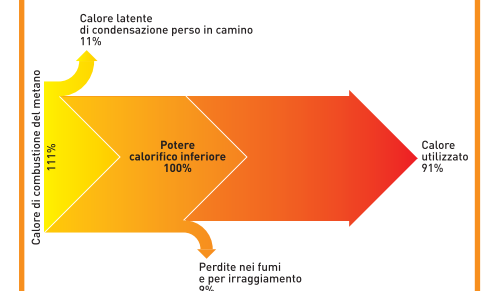 Calore latente
di condensazione perso in camino
11%
Calore di combustione del metano
111%
Potere
calorifico inferiore
100%
Calore
utilizzato
91%
Perdite nei fumi
e per irraggiamento
9%